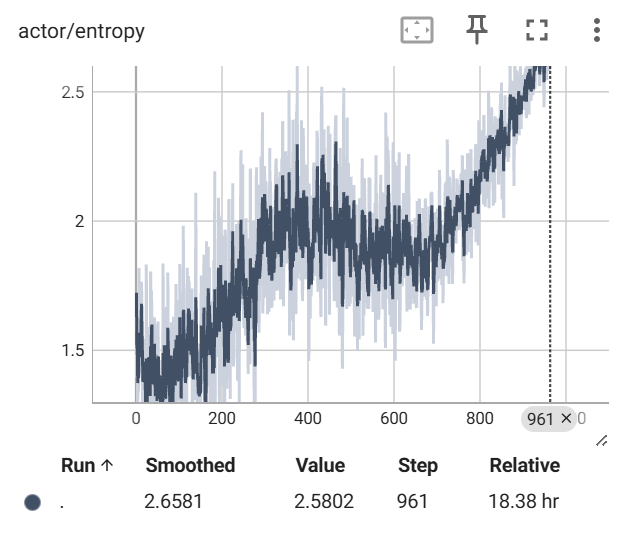 actor/entropy
2.5
2
1.5
0 200 400 600 800 961 × 0
Run ↑ Smoothed Value Step Relative
. 2.6581 2.5802 961 18.38 hr